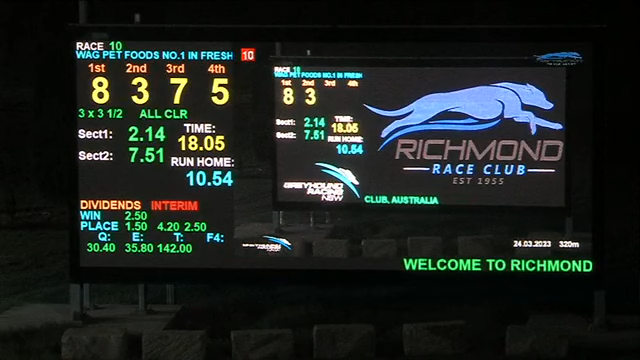 RACE 10
WAG PET FOODS NO.1 IN FRESH
10
1st 2nd 3rd 4th
8 3 7 5
3 x 3 1/2 ALL CLR
Sect1: 2.14 TIME: 18.05
Sect2: 7.51 RUN HOME: 10.54
DIVIDENDS INTERIM
WIN 2.50
PLACE 1.50 4.20 2.50
Q: E: T: F4:
30.40 35.80 142.00
RACE 10
WAG PET FOODS NO.1 IN FRESH
1st 2nd 3rd 4th
8 3
Sect1: 2.14 TIME: 18.05
Sect2: 7.51 RUN HOME:
10.54
GREYHOUND
RACING
NSW
RICHMOND
RACE CLUB
EST 1955
CLUB, AUSTRALIA
24.03.2023 320m
WELCOME TO RICHMOND